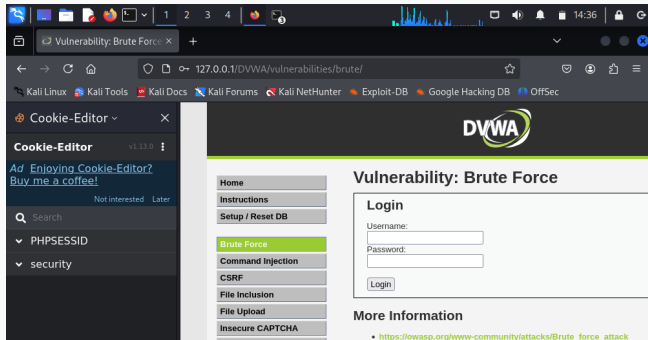 1 2 3 4 14:36
Vulnerability: Brute Force
127.0.0.1/DVWA/vulnerabilities/brute/
Kali Linux Kali Tools Kali Docs Kali Forums Kali NetHunter Exploit-DB Google Hacking DB OffSec
Cookie-Editor
Cookie-Editor v1.13.0
Ad Enjoying Cookie-Editor?
Buy me a coffee!
Not interested Later
Search
PHPSESSID
security
DVWA
Home
Instructions
Setup / Reset DB
Brute Force
Command Injection
CSRF
File Inclusion
File Upload
Insecure CAPTCHA
Vulnerability: Brute Force
Login
Username:
Password:
Login
More Information
https://owasp.org/www-community/attacks/Brute_force_attack